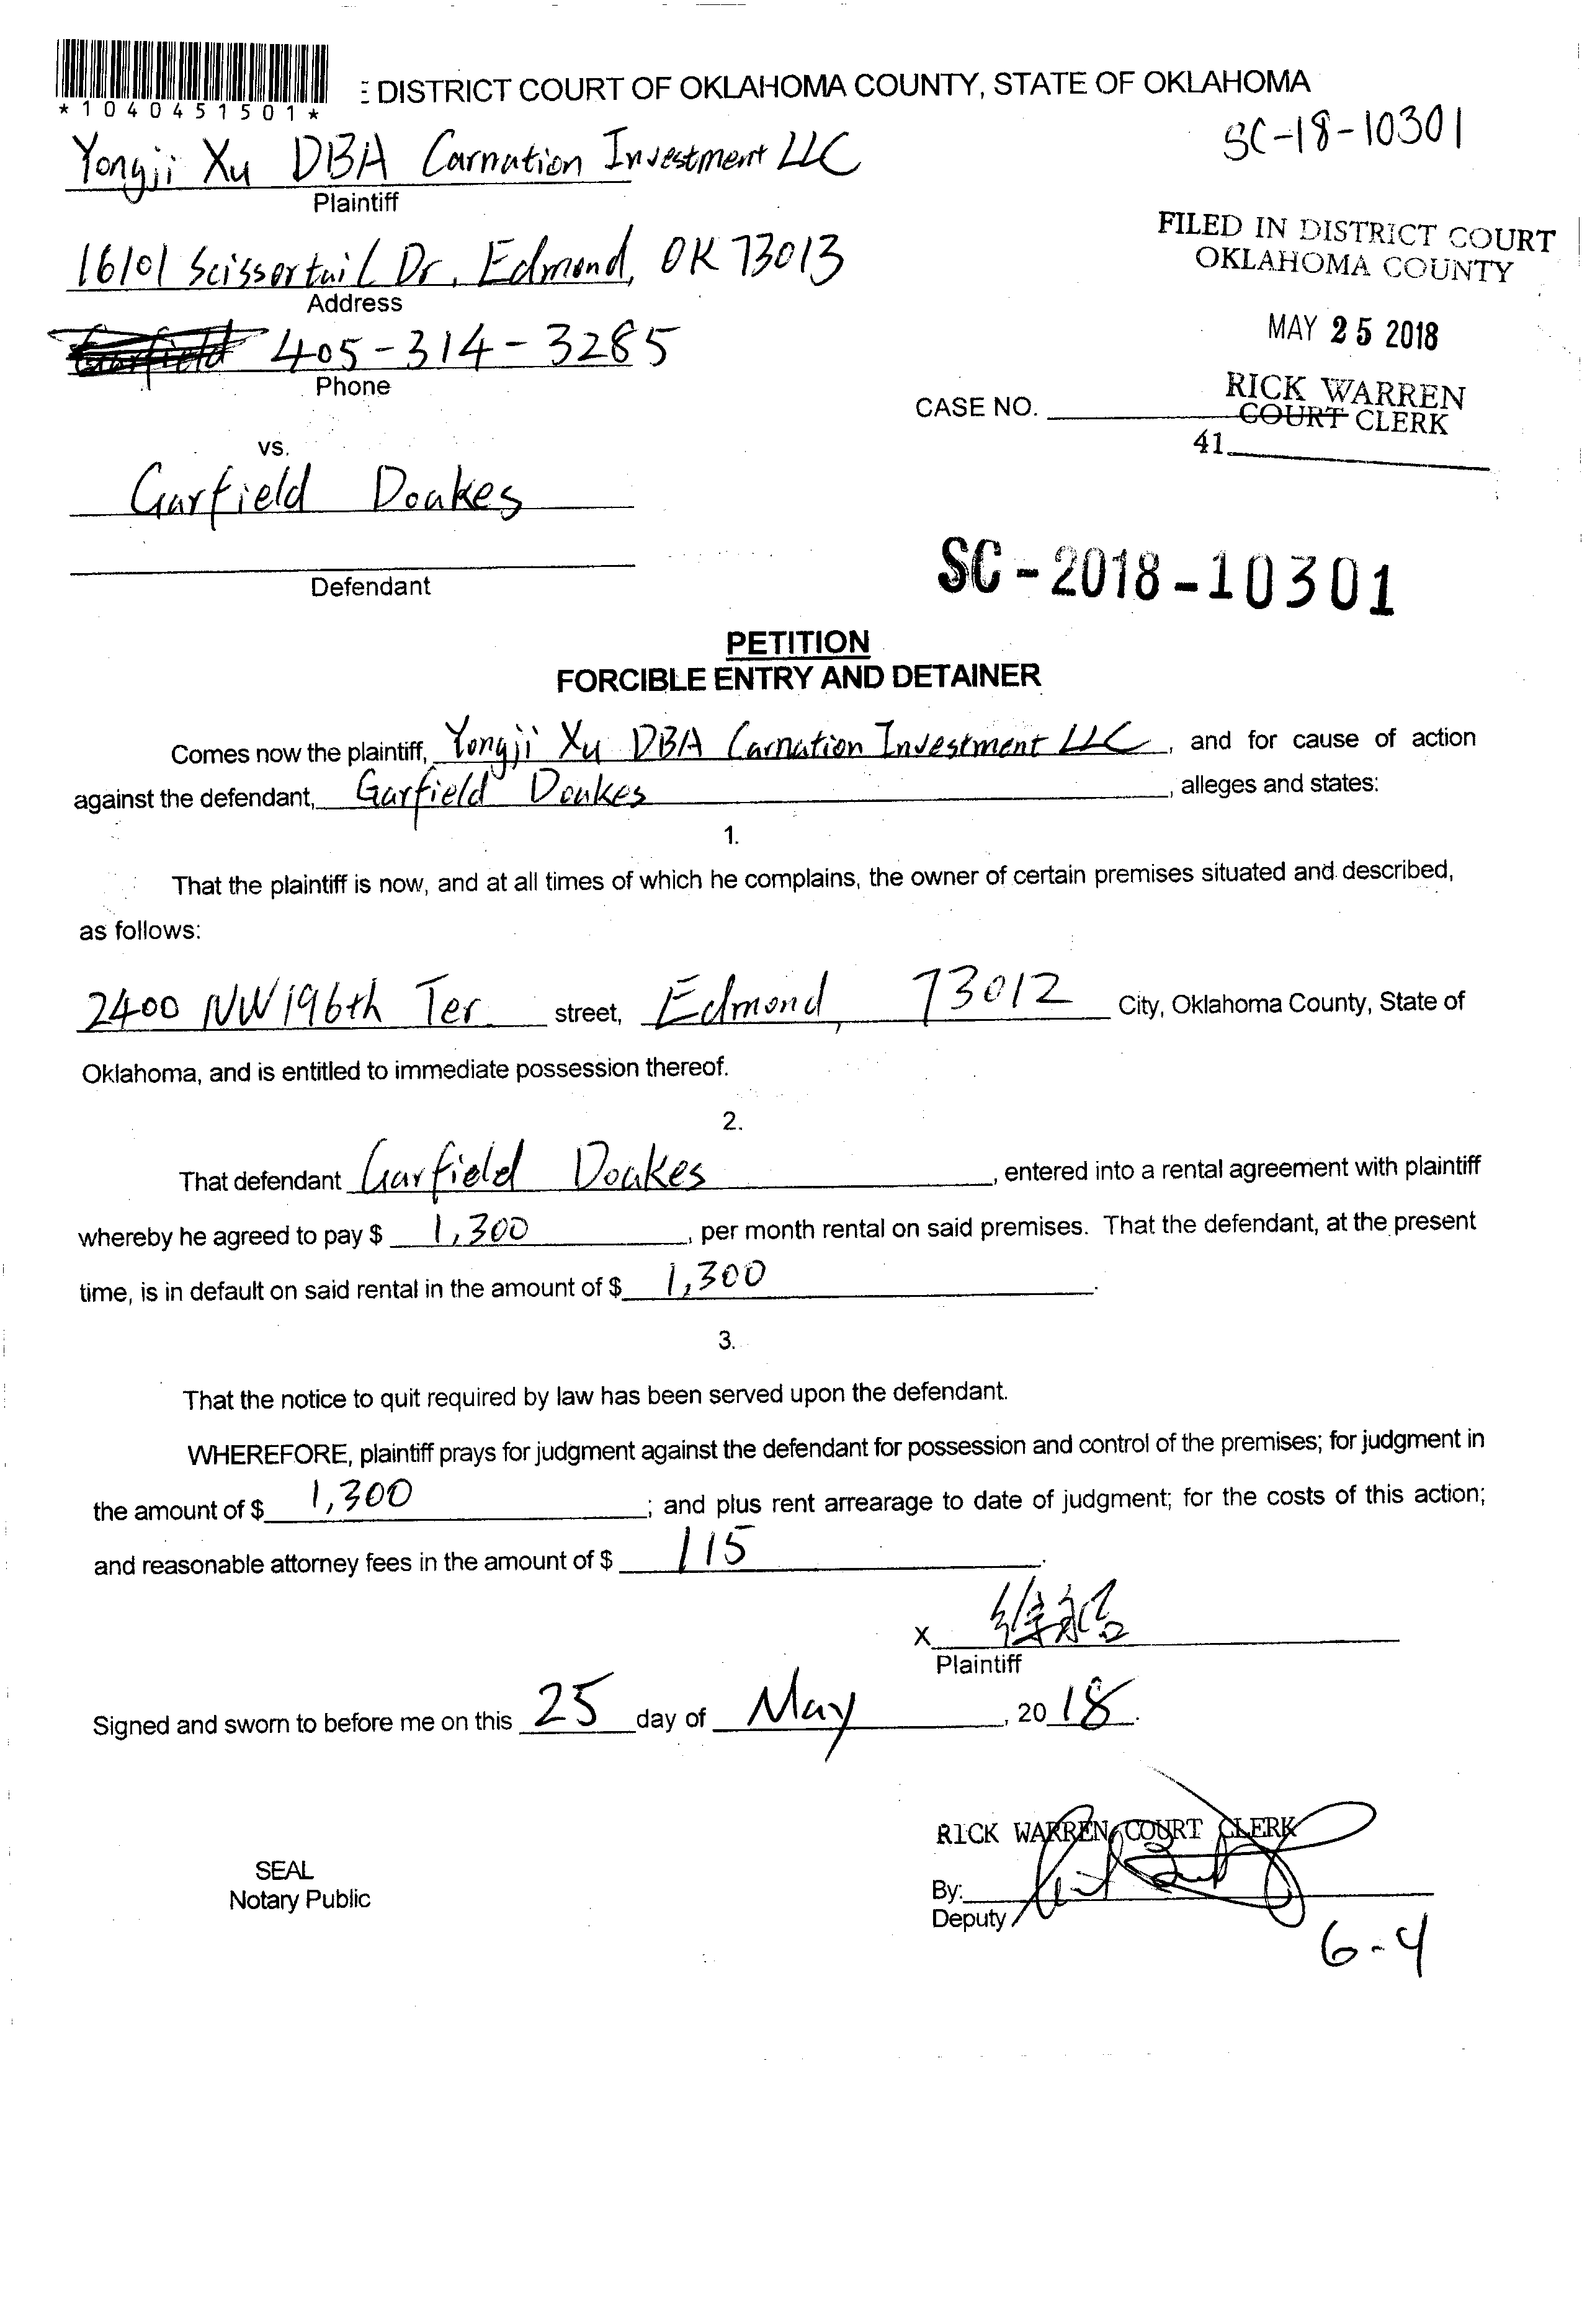 *1040451501*
DISTRICT COURT OF OKLAHOMA COUNTY, STATE OF OKLAHOMA
SC-18-10301
Yongji Xu DBA Carnation Investment LLC
Plaintiff
FILED IN DISTRICT COURT
OKLAHOMA COUNTY
16101 Scissortail Dr, Edmond, OK 73013
Address
MAY 25 2018
Garfield 405-314-3285
Phone
RICK WARREN
COURT CLERK
CASE NO.
41
vs.
Garfield Doakes
Defendant
SC-2018-10301
PETITION
FORCIBLE ENTRY AND DETAINER
Comes now the plaintiff, Yongji Xu DBA Carnation Investment LLC, and for cause of action
against the defendant, Garfield Doakes, alleges and states:
1.
That the plaintiff is now, and at all times of which he complains, the owner of certain premises situated and described,
as follows:
2400 NW 196th Ter. street, Edmond, 73012 City, Oklahoma County, State of
Oklahoma, and is entitled to immediate possession thereof.
2.
That defendant Garfield Doakes, entered into a rental agreement with plaintiff
whereby he agreed to pay $ 1,300, per month rental on said premises. That the defendant, at the present
time, is in default on said rental in the amount of $ 1,300.
3.
That the notice to quit required by law has been served upon the defendant.
WHEREFORE, plaintiff prays for judgment against the defendant for possession and control of the premises; for judgment in
the amount of $ 1,300; and plus rent arrearage to date of judgment; for the costs of this action;
and reasonable attorney fees in the amount of $ 115.
X
Plaintiff
Signed and sworn to before me on this 25 day of May, 2018.
RICK WARREN, COURT CLERK
SEAL
Notary Public
By:
Deputy
6-4